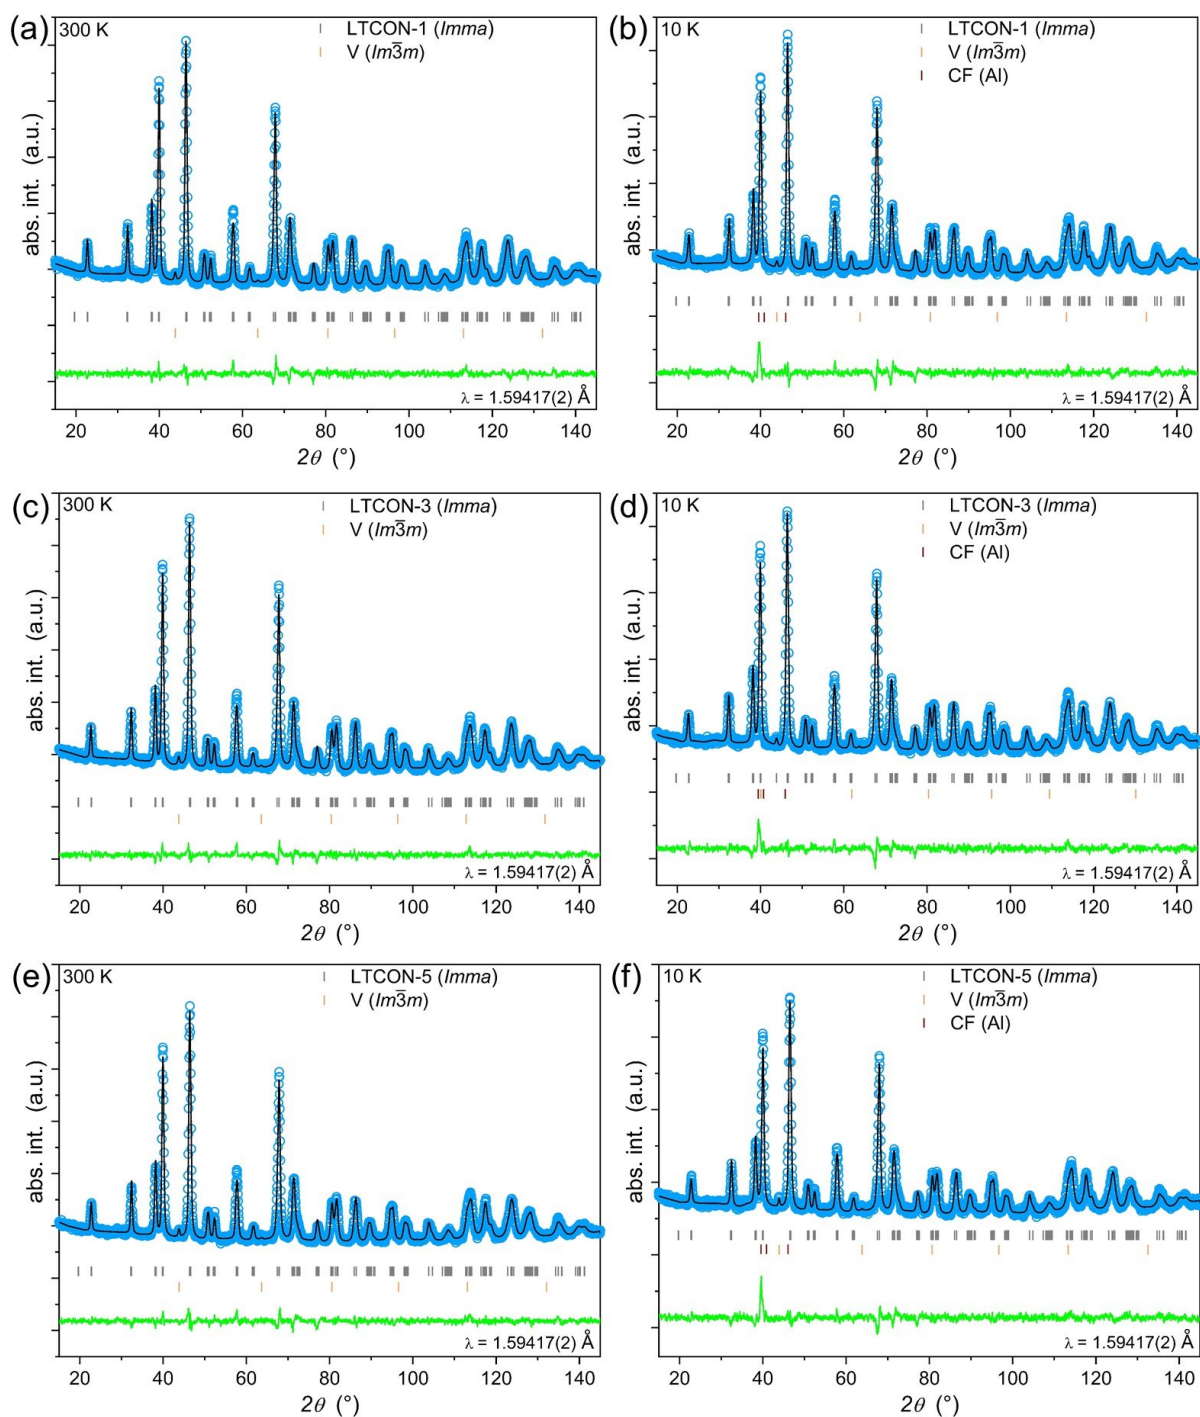 (a) 300 K
LTCON-1 (Imma)
V (Im3̅m)
abs. int. (a.u.)
λ = 1.59417(2) Å
20 40 60 80 100 120 140
2θ (°)
(b) 10 K
LTCON-1 (Imma)
V (Im3̅m)
CF (Al)
abs. int. (a.u.)
λ = 1.59417(2) Å
20 40 60 80 100 120 140
2θ (°)
(c) 300 K
LTCON-3 (Imma)
V (Im3̅m)
abs. int. (a.u.)
λ = 1.59417(2) Å
20 40 60 80 100 120 140
2θ (°)
(d) 10 K
LTCON-3 (Imma)
V (Im3̅m)
CF (Al)
abs. int. (a.u.)
λ = 1.59417(2) Å
20 40 60 80 100 120 140
2θ (°)
(e) 300 K
LTCON-5 (Imma)
V (Im3̅m)
abs. int. (a.u.)
λ = 1.59417(2) Å
20 40 60 80 100 120 140
2θ (°)
(f) 10 K
LTCON-5 (Imma)
V (Im3̅m)
CF (Al)
abs. int. (a.u.)
λ = 1.59417(2) Å
20 40 60 80 100 120 140
2θ (°)